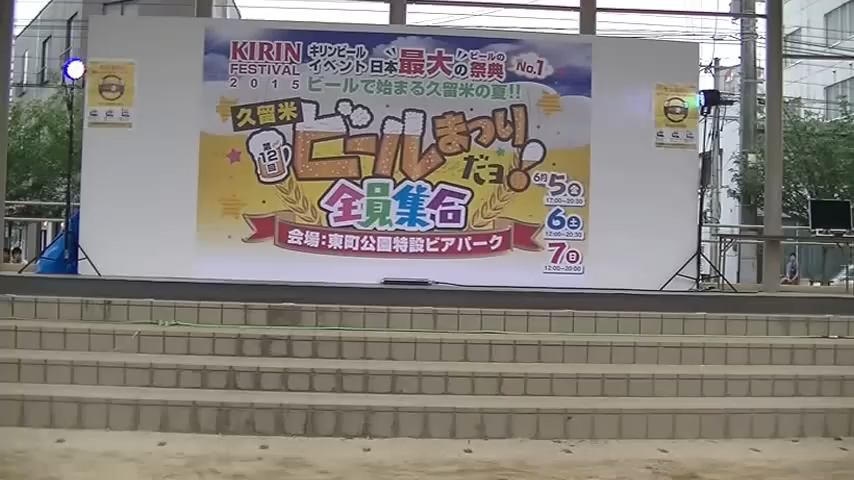 KIRIN
FESTIVAL
2015
キリンビール
イベント日本最大のビールの祭典 No.1
ビールで始まる久留米の夏!!
久留米
第12回
ビールまつりだヨ!!
全員集合
会場:東町公園特設ビアパーク
6月5金
17:00~20:30
6土
12:00~20:30
7日
12:00~20:00